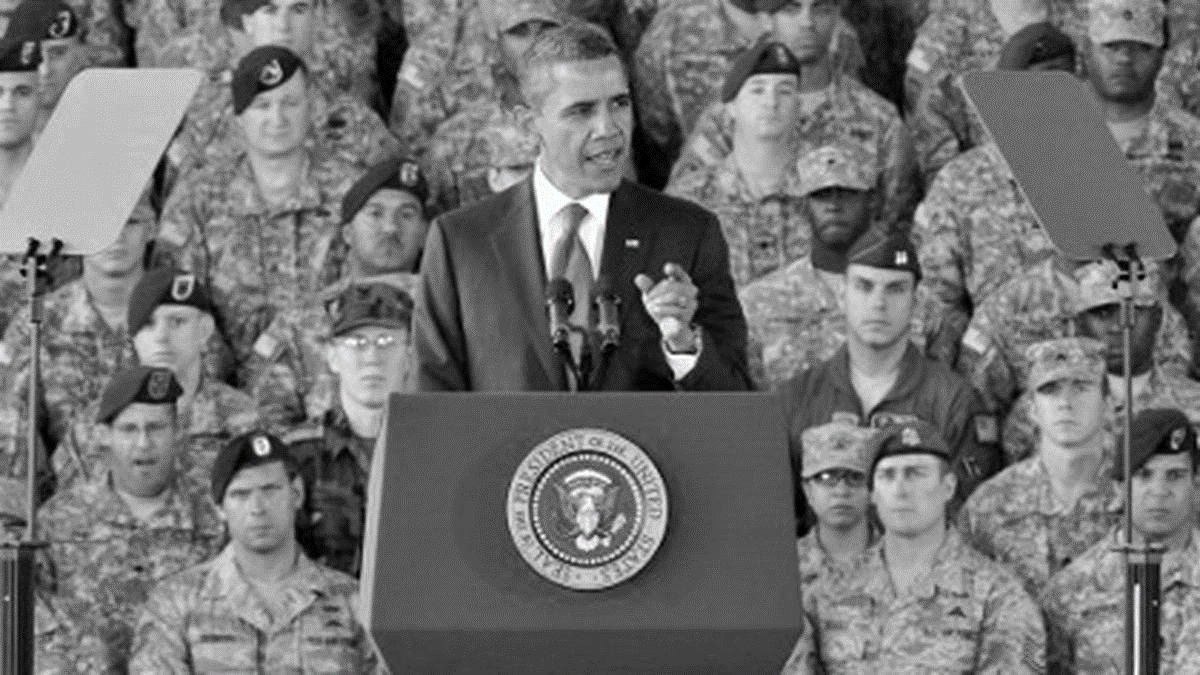 SEAL OF THE PRESIDENT OF THE UNITED STATES